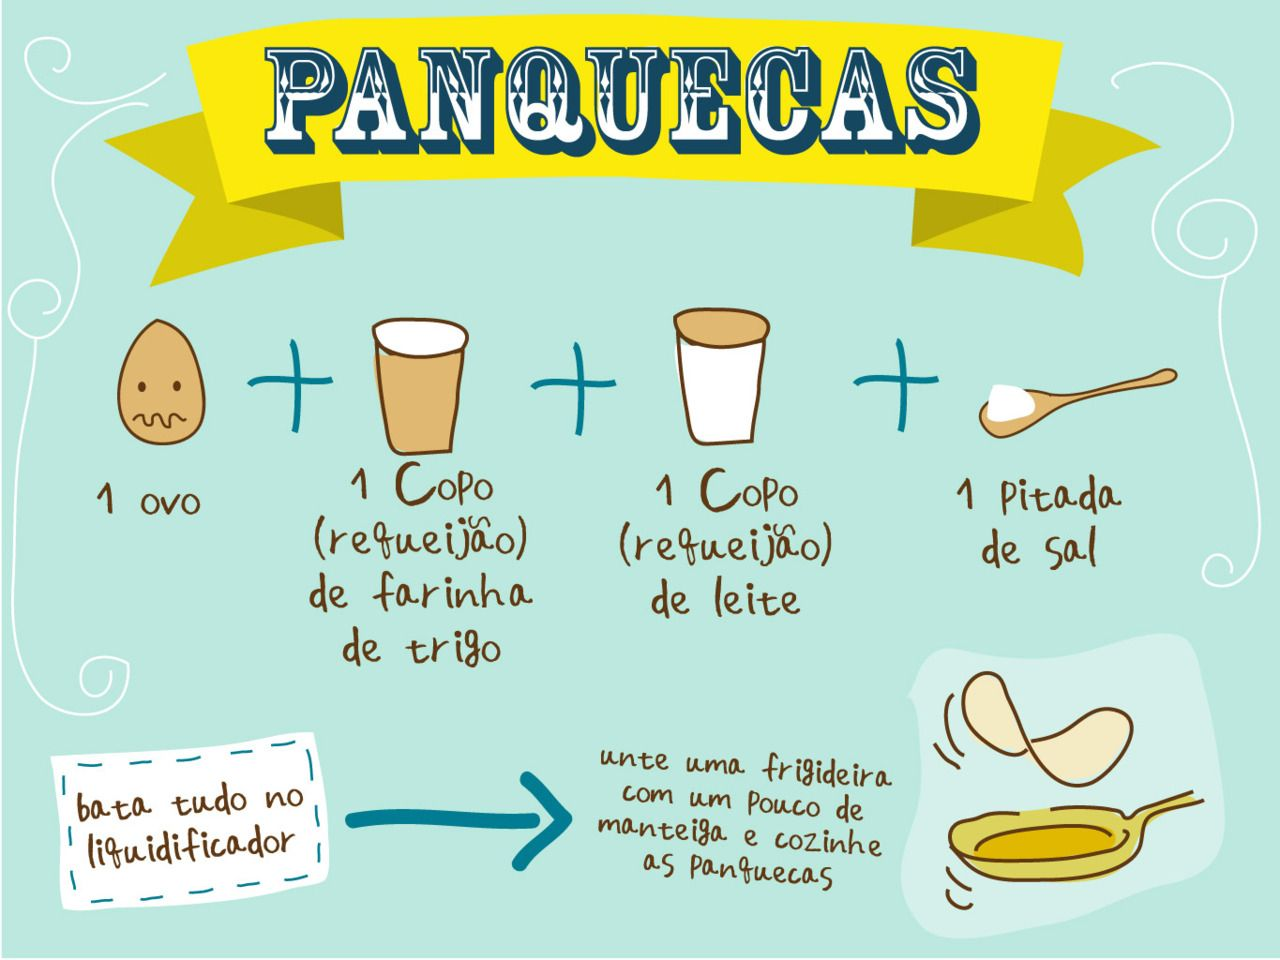 PANQUECAS
1 ovo
1 Copo
(requeijão)
de farinha
de trigo
1 Copo
(requeijão)
de leite
1 Pitada
de sal
bata tudo no
liquidificador
unte uma frigideira
com um pouco de
manteiga e cozinhe
as Panquecas